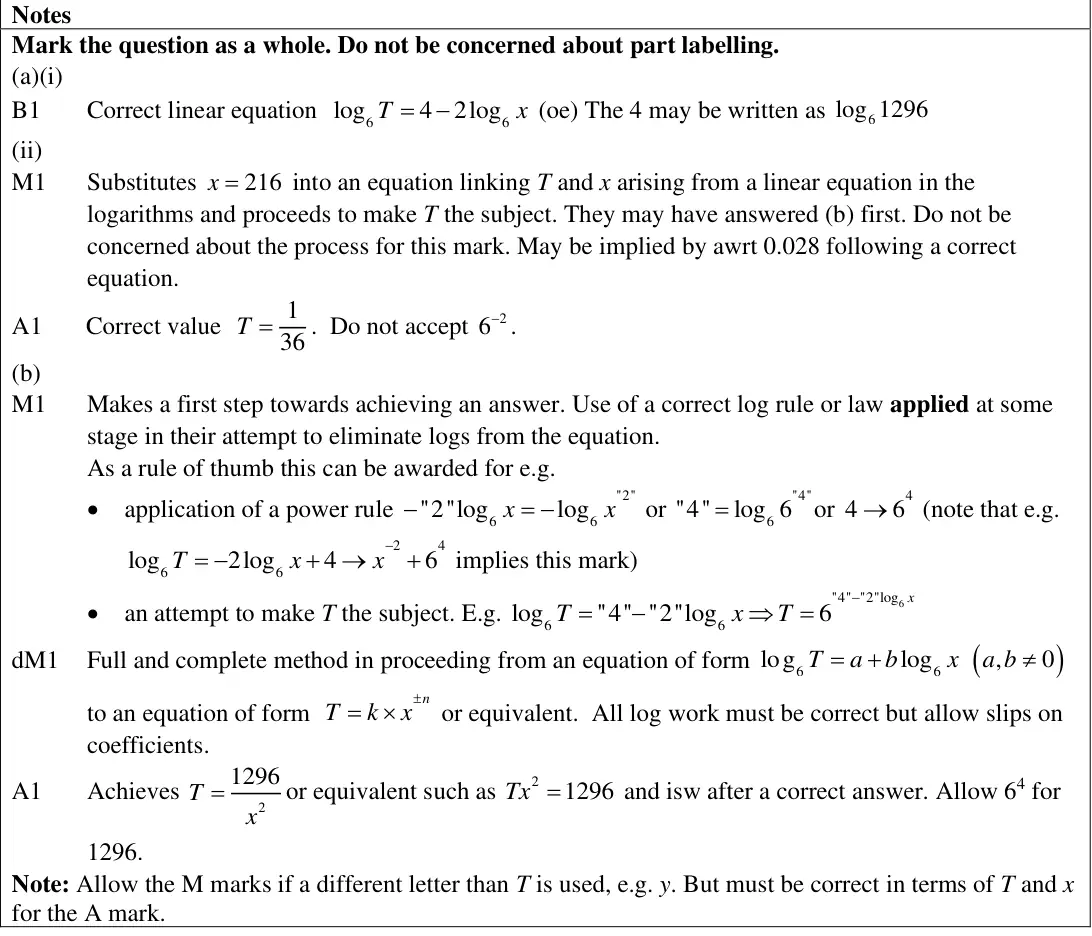 Notes
Mark the question as a whole. Do not be concerned about part labelling.
(a)(i)
B1 Correct linear equation log₆ T = 4 − 2log₆ x (oe) The 4 may be written as log₆ 1296
(ii)
M1 Substitutes x = 216 into an equation linking T and x arising from a linear equation in the
logarithms and proceeds to make T the subject. They may have answered (b) first. Do not be
concerned about the process for this mark. May be implied by awrt 0.028 following a correct
equation.
A1 Correct value T = 1/36. Do not accept 6⁻².
(b)
M1 Makes a first step towards achieving an answer. Use of a correct log rule or law applied at some
stage in their attempt to eliminate logs from the equation.
As a rule of thumb this can be awarded for e.g.
• application of a power rule −"2"log₆ x = −log₆ x^"2" or "4" = log₆ 6^"4" or 4 → 6⁴ (note that e.g.
log₆ T = −2log₆ x + 4 → x⁻² + 6⁴ implies this mark)
• an attempt to make T the subject. E.g. log₆ T = "4"−"2"log₆ x ⇒ T = 6^("4"−"2"log₆ x)
dM1 Full and complete method in proceeding from an equation of form log₆ T = a + b log₆ x (a, b ≠ 0)
to an equation of form T = k × x^(±n) or equivalent. All log work must be correct but allow slips on
coefficients.
A1 Achieves T = 1296/x² or equivalent such as Tx² = 1296 and isw after a correct answer. Allow 6⁴ for
1296.
Note: Allow the M marks if a different letter than T is used, e.g. y. But must be correct in terms of T and x
for the A mark.